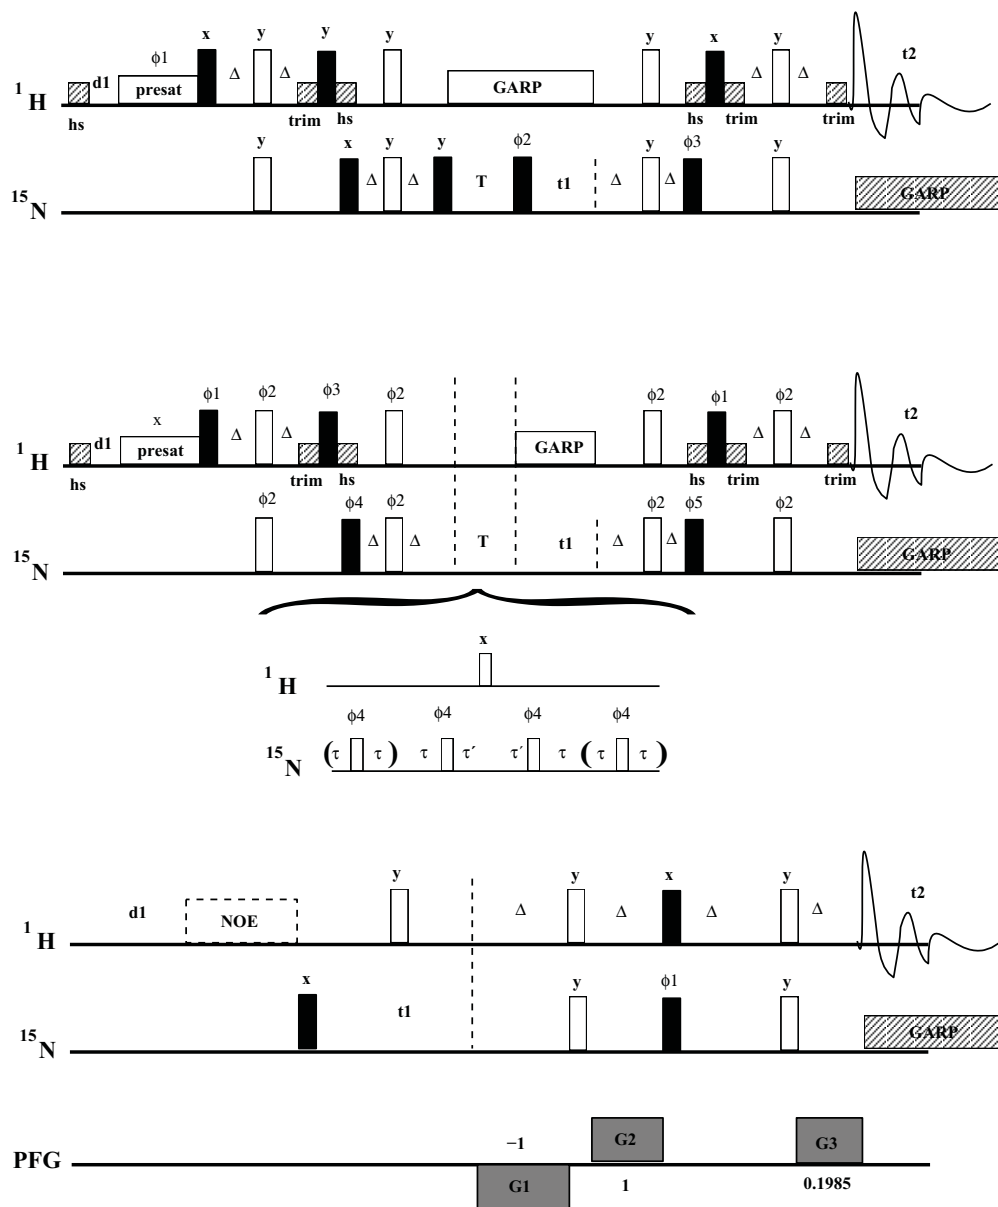 x y y y y x y
ϕ1 t2
d1 Δ Δ Δ Δ
presat GARP
1H
hs trim hs hs trim trim
y x y y ϕ2 y ϕ3 y
Δ Δ T t1 Δ Δ
15N GARP
ϕ1 ϕ2 ϕ3 ϕ2 ϕ2 ϕ1 ϕ2
x t2
d1 Δ Δ Δ Δ
presat GARP
1H
hs trim hs hs trim trim
ϕ2 ϕ4 ϕ2 ϕ2 ϕ5 ϕ2
Δ Δ T t1 Δ Δ
15N GARP
x
1H
ϕ4 ϕ4 ϕ4 ϕ4
15N (τ τ) τ τ′ τ′ τ (τ τ)
y y x y
t2
d1 NOE Δ Δ Δ Δ
1H
x y ϕ1 y
t1
15N GARP
−1 G2 G3
PFG
G1 1 0.1985